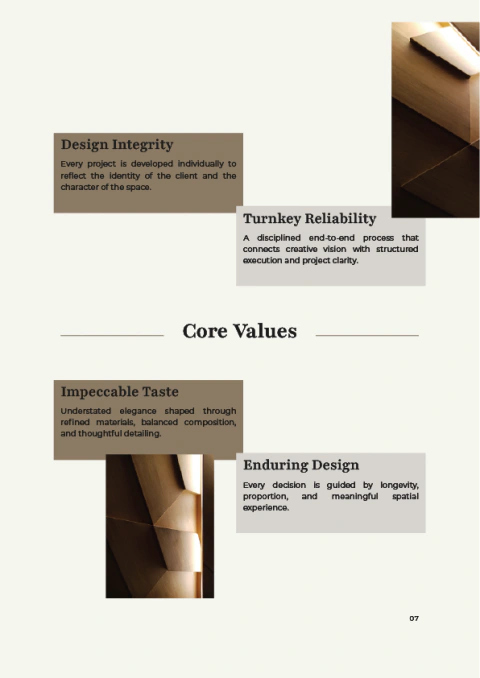 Design Integrity
Every project is developed individually to
reflect the identity of the client and the
character of the space.
Turnkey Reliability
A disciplined end-to-end process that
connects creative vision with structured
execution and project clarity.
Core Values
Impeccable Taste
Understated elegance shaped through
refined materials, balanced composition,
and thoughtful detailing.
Enduring Design
Every decision is guided by longevity,
proportion, and meaningful spatial
experience.
07